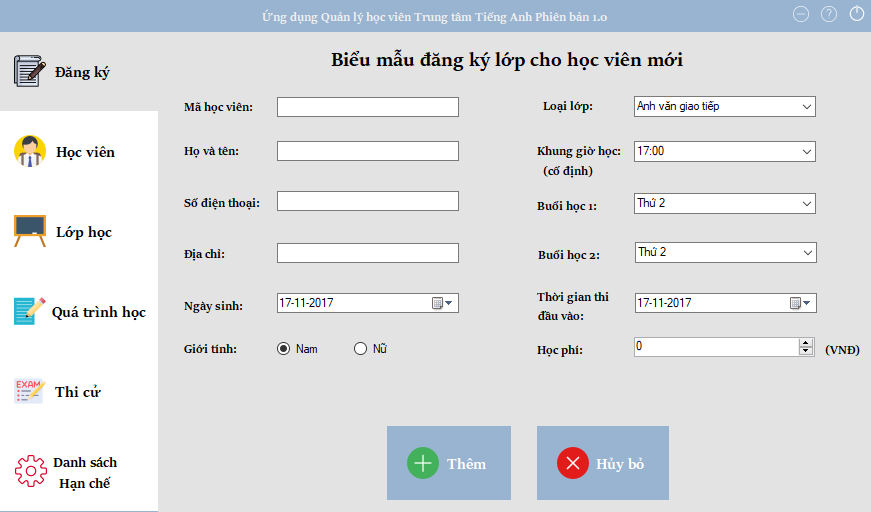 Ứng dụng Quản lý học viên Trung tâm Tiếng Anh Phiên bản 1.0
?
Đăng ký
Học viên
Lớp học
Quá trình học
EXAM
Thi cử
Danh sách
Hạn chế
Biểu mẫu đăng ký lớp cho học viên mới
Mã học viên:
Họ và tên:
Số điện thoại:
Địa chỉ:
Ngày sinh: 17-11-2017
Giới tính: Nam Nữ
Loại lớp: Anh văn giao tiếp
Khung giờ học: 17:00
(cố định)
Buổi học 1: Thứ 2
Buổi học 2: Thứ 2
Thời gian thi 17-11-2017
đầu vào:
Học phí: 0 (VNĐ)
Thêm
Hủy bỏ